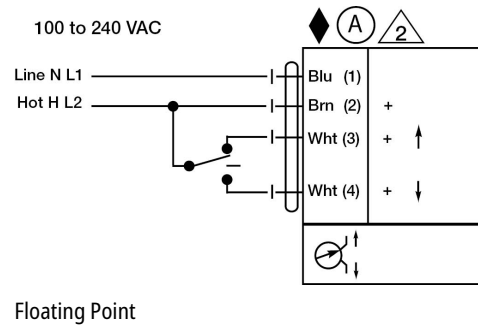 100 to 240 VAC
A
2
Line N L1
Blu (1)
Hot H L2
Brn (2) +
Wht (3) +
Wht (4) +
Floating Point